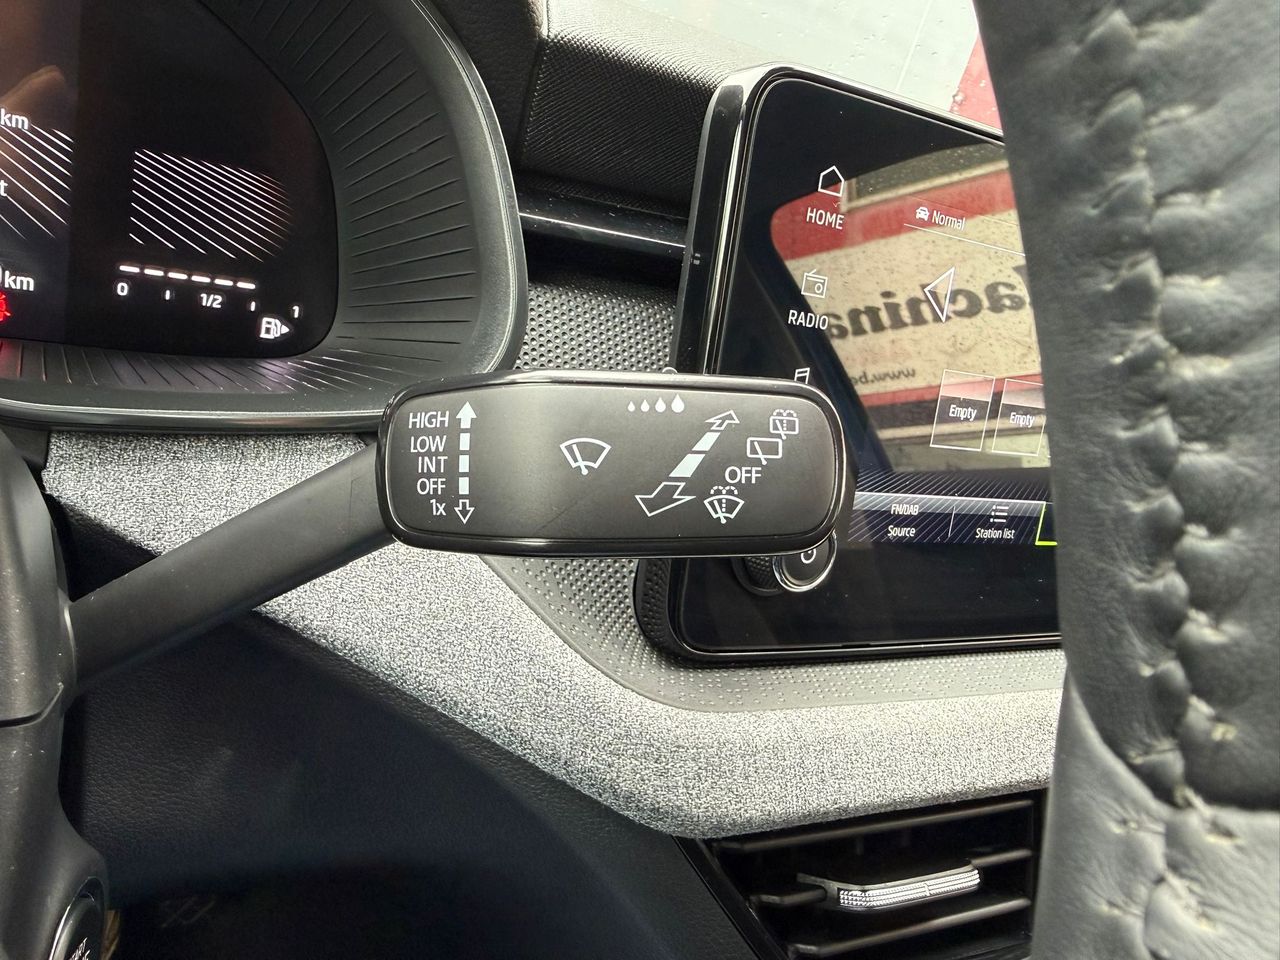 km
t
km
0
1/2
1
HOME
Normal
RADIO
Empty
Empty
HIGH
LOW
INT
OFF
1x
OFF
FM/DAB
Source
Station list